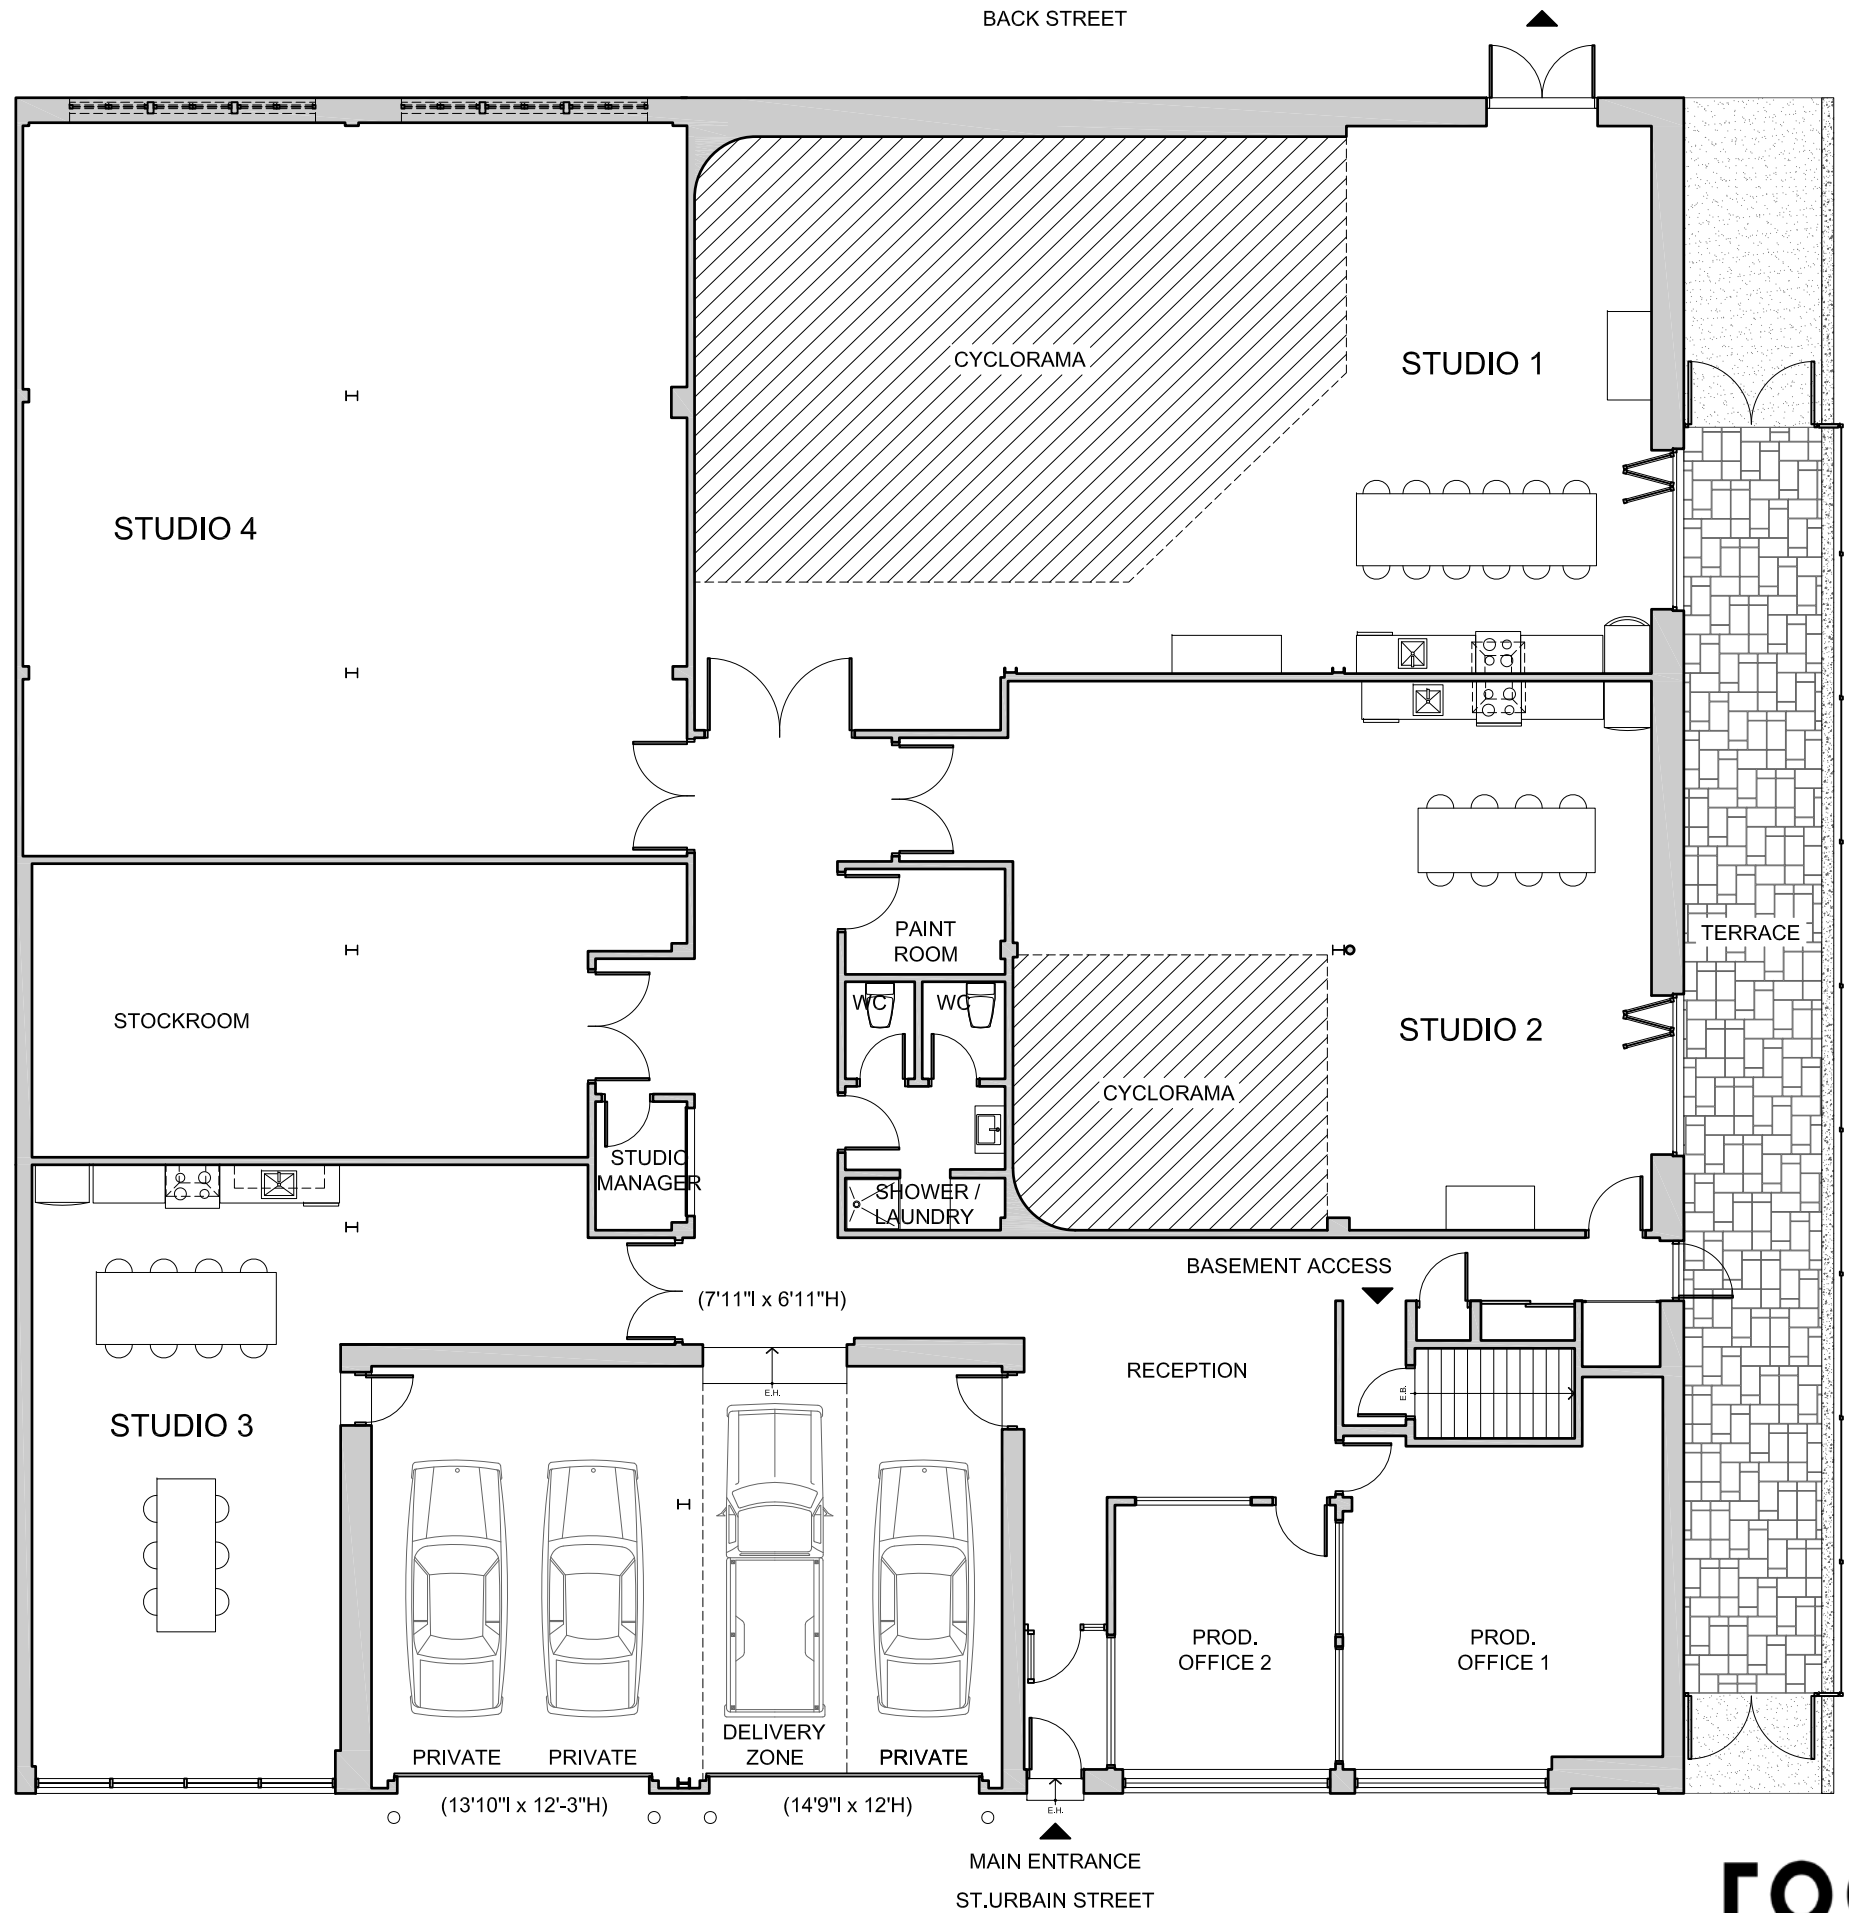 BACK STREET
CYCLORAMA
STUDIO 1
STUDIO 4
PAINT
ROOM
TERRACE
WC
WC
STOCKROOM
STUDIO 2
CYCLORAMA
STUDIO
MANAGER
SHOWER /
LAUNDRY
BASEMENT ACCESS
(7'11"l x 6'11"H)
RECEPTION
E.H.
E.B.
STUDIO 3
PROD.
OFFICE 2
PROD.
OFFICE 1
DELIVERY
ZONE
PRIVATE
PRIVATE
PRIVATE
(13'10"l x 12'-3"H)
(14'9"l x 12'H)
E.H.
MAIN ENTRANCE
ST.URBAIN STREET